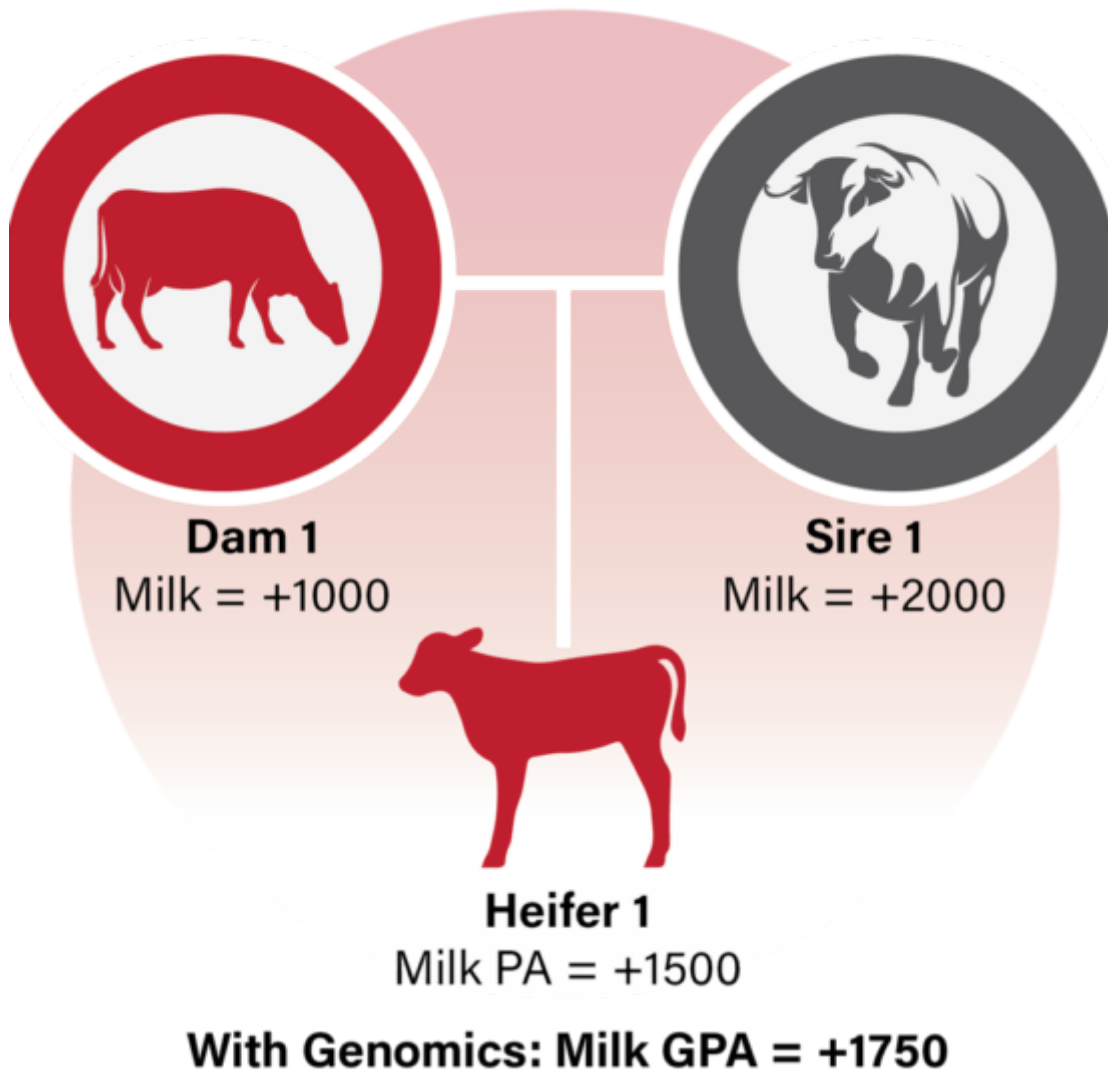 Dam 1
Milk = +1000
Sire 1
Milk = +2000
Heifer 1
Milk PA = +1500
With Genomics: Milk GPA = +1750